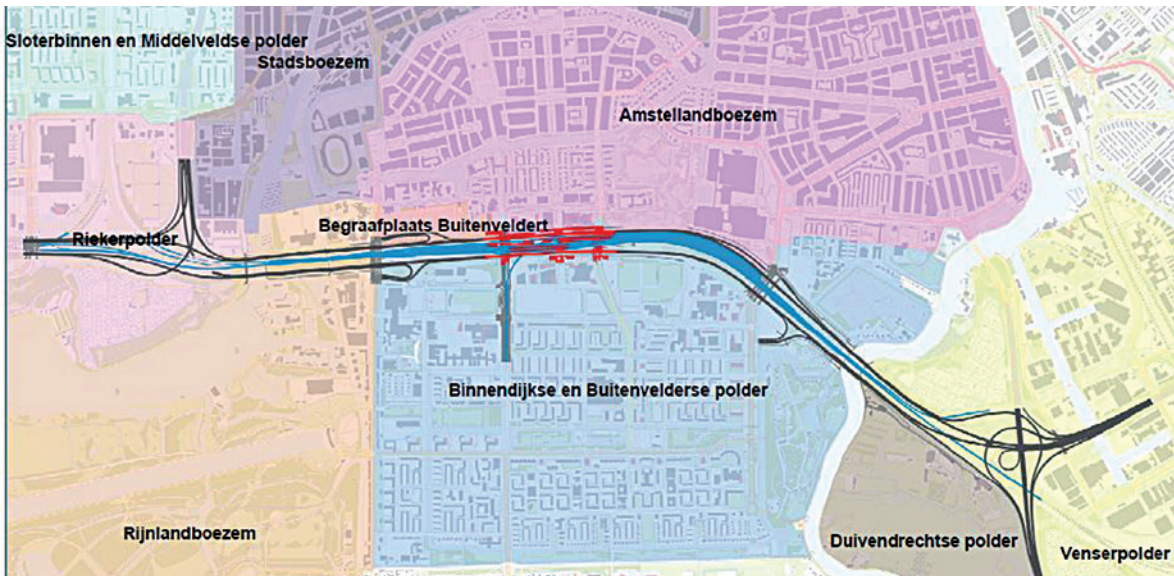 Sloterbinnen en Middelveldse polder
Stadsboezem
Amstellandboezem
Begraafplaats Buitenveldert
Riekerpolder
Binnendijkse en Buitenvelderse polder
Rijnlandboezem
Duivendrechtse polder
Venserpolder